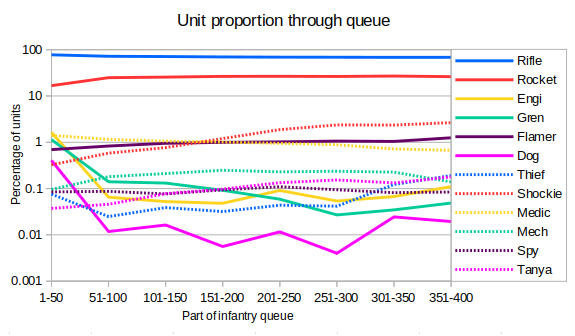 Unit proportion through queue
Percentage of units
100
10
1
0.1
0.01
0.001
1-50 51-100 101-150 151-200 201-250 251-300 301-350 351-400
Part of infantry queue
Rifle
Rocket
Engi
Gren
Flamer
Dog
Thief
Shockie
Medic
Mech
Spy
Tanya